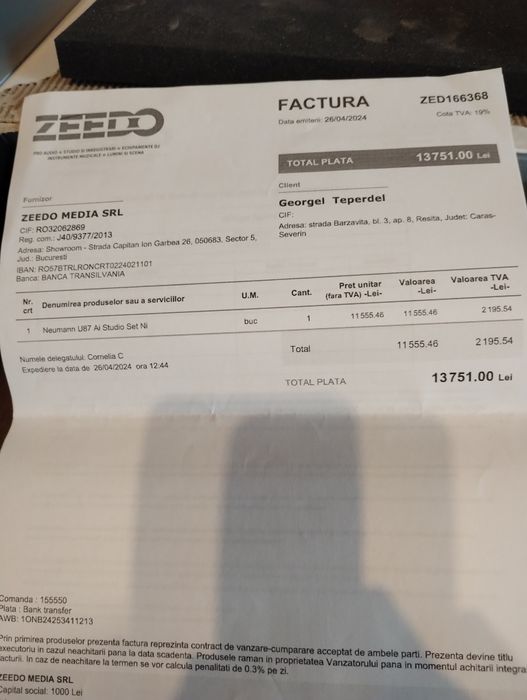 ZEEDO
PRO AUDIO • STUDIO SI INREGISTRARI • ECHIPAMENTE DJ
INSTRUMENTE MUZICALE • LUMINI SI SCENA
FACTURA
ZED166368
Data emiterii: 26/04/2024
Cota TVA: 19%
TOTAL PLATA 13751.00 Lei
Furnizor
ZEEDO MEDIA SRL
CIF: RO32062869
Reg. com.: J40/9377/2013
Adresa: Showroom - Strada Capitan Ion Garbea 26, 050683, Sector 5,
Jud.: Bucuresti
IBAN: RO57BTRLRONCRT0224021101
Banca: BANCA TRANSILVANIA
Client
Georgel Teperdel
CIF:
Adresa: strada Barzavita, bl. 3, ap. 8, Resita, Judet: Caras-
Severin
Nr. crt Denumirea produselor sau a serviciilor U.M. Cant. Pret unitar (fara TVA) -Lei- Valoarea -Lei- Valoarea TVA -Lei-
1 Neumann U87 Ai Studio Set Ni buc 1 11555.46 11555.46 2195.54
Numele delegatului: Cornelia C
Expediere la data de 26/04/2024 ora 12:44
Total 11555.46 2195.54
TOTAL PLATA 13751.00 Lei
Comanda : 155550
Plata : Bank transfer
AWB: 1ONB24253411213
Prin primirea produselor prezenta factura reprezinta contract de vanzare-cumparare acceptat de ambele parti. Prezenta devine titlu
executoriu in cazul neachitarii pana la data scadenta. Produsele raman in proprietatea Vanzatorului pana in momentul achitarii integra
facturii. In caz de neachitare la termen se vor calcula penalitati de 0.3% pe zi.
ZEEDO MEDIA SRL
Capital social: 1000 Lei